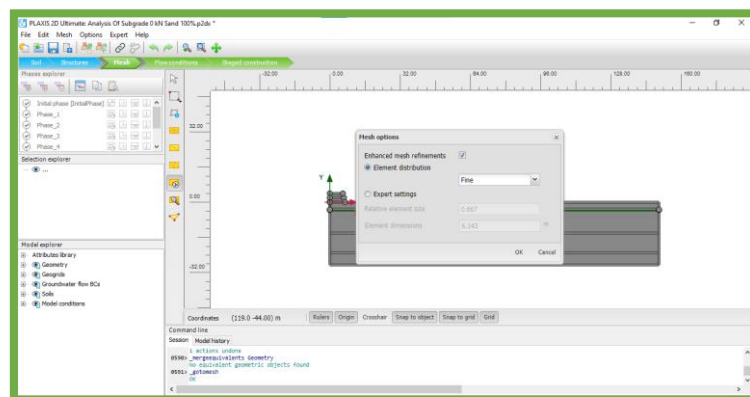 PLAXIS 2D Ultimate: Analysis Of Subgrade 0 kN Sand 100%.p2dx *
File Edit Mesh Options Expert Help
Soil Structures Mesh Flow conditions Staged construction
Phases explorer
Initial phase [InitialPhase]
Phase_1
Phase_2
Phase_3
Phase_4
Selection explorer
...
Model explorer
Attributes library
Geometry
Geogrids
Groundwater flow BCs
Soils
Model conditions
-32.00 0.00 32.00 64.00 96.00 128.00 160.00
32.00
0.00
-32.00
Y
Mesh options
Enhanced mesh refinements
Element distribution
Fine
Expert settings
Relative element size 0.667
Element dimensions 6.143
OK Cancel
Coordinates (119.0 -44.00) m Rulers Origin Crosshair Snap to object Snap to grid Grid
Command line
Session Model history
1 actions undone
0590> _mergeequivalents Geometry
No equivalent geometric objects found
0591> _gotomesh
OK